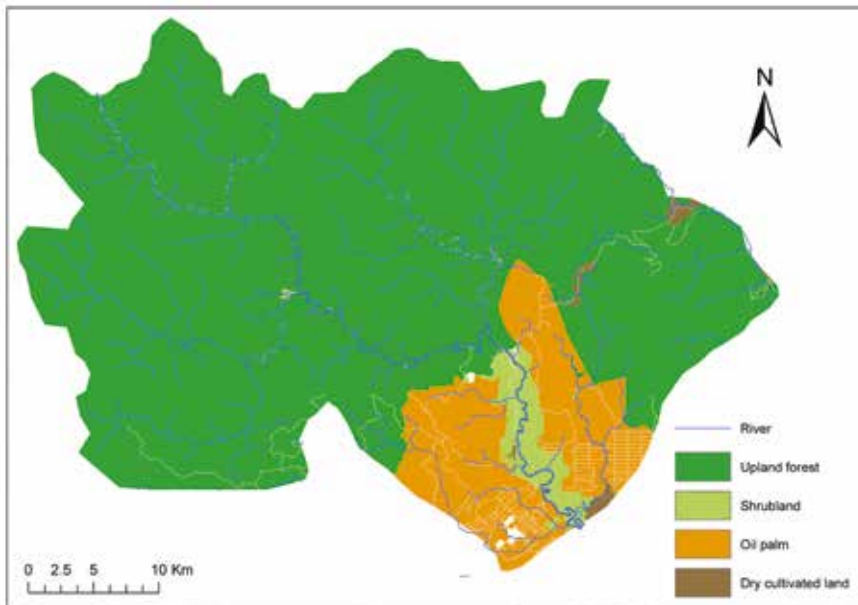 N
River
Upland forest
Shrubland
Oil palm
Dry cultivated land
0 2.5 5 10 Km